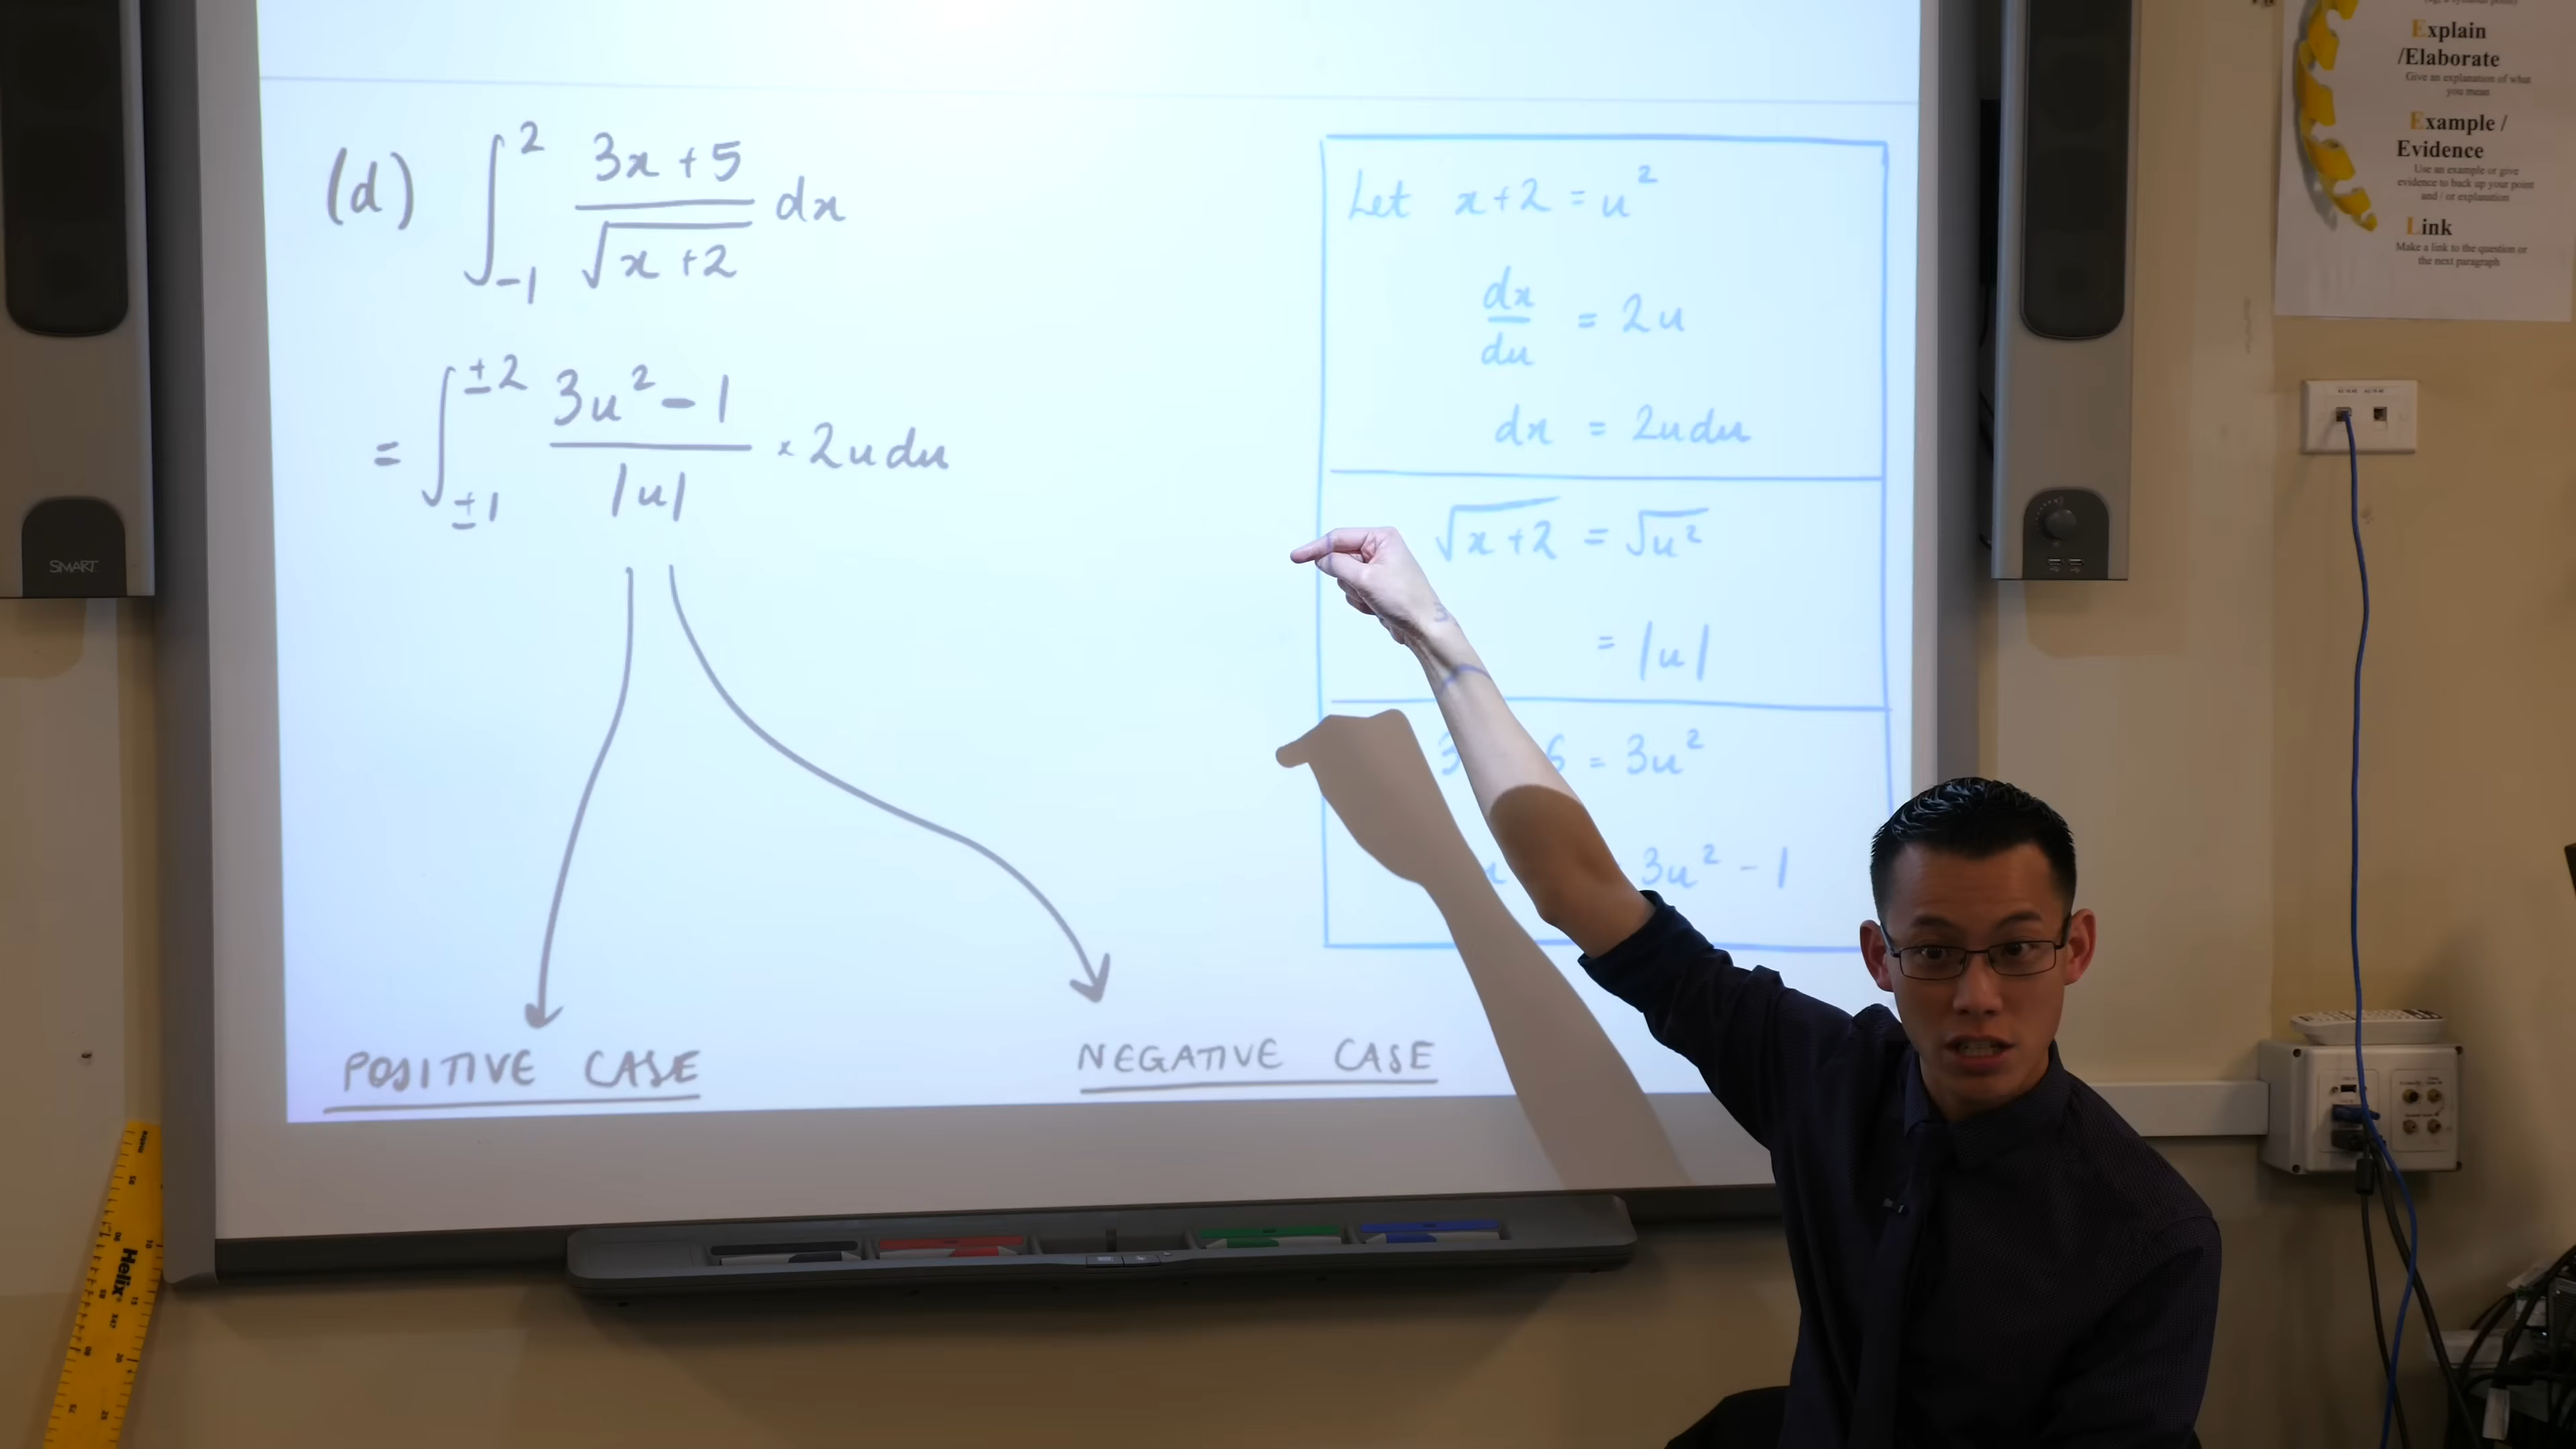 (d) ∫₋₁² (3x + 5)/√(x + 2) dx
= ∫±₁^±2 (3u² − 1)/|u| × 2u du
POSITIVE CASE
NEGATIVE CASE
Let x + 2 = u²
dx/du = 2u
dx = 2u du
√(x + 2) = √u²
= |u|
3 6 = 3u²
3u² − 1
SMART
Helix
Explain
/Elaborate
Give an explanation of what
you mean
Example /
Evidence
Use an example or give
evidence to back up your point
and / or explanation
Link
Make a link to the question or
the next paragraph